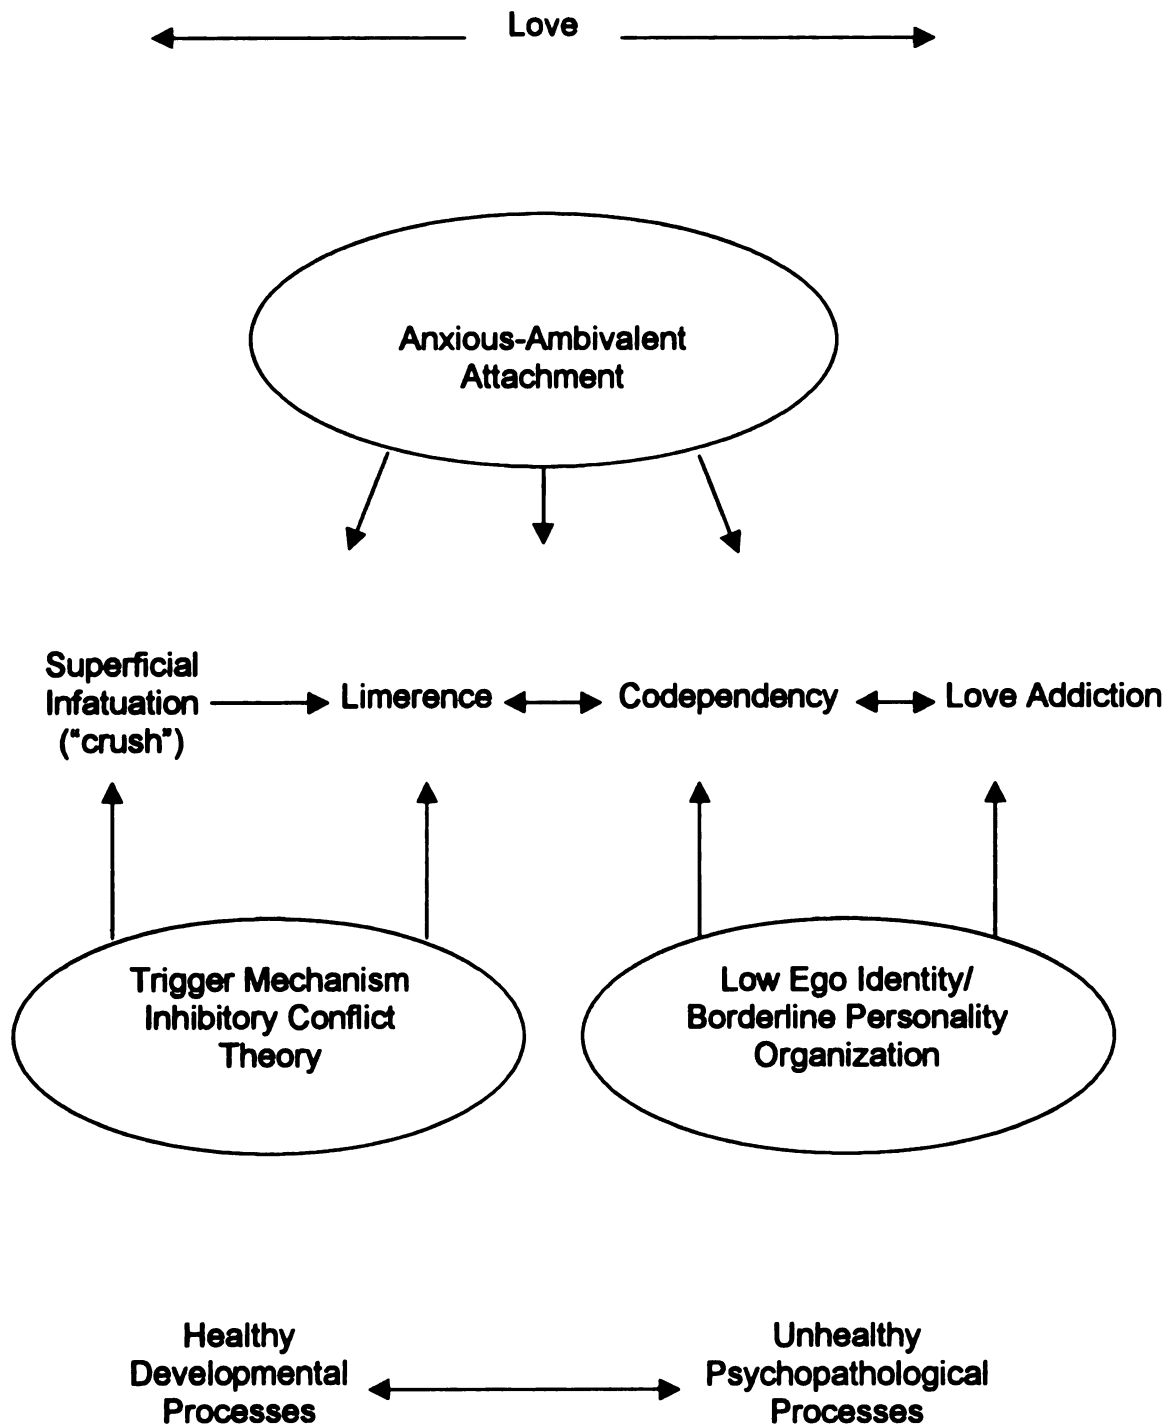 Love
Anxious-Ambivalent
Attachment
Superficial
Infatuation
("crush")
Limerence
Codependency
Love Addiction
Trigger Mechanism
Inhibitory Conflict
Theory
Low Ego Identity/
Borderline Personality
Organization
Healthy
Developmental
Processes
Unhealthy
Psychopathological
Processes